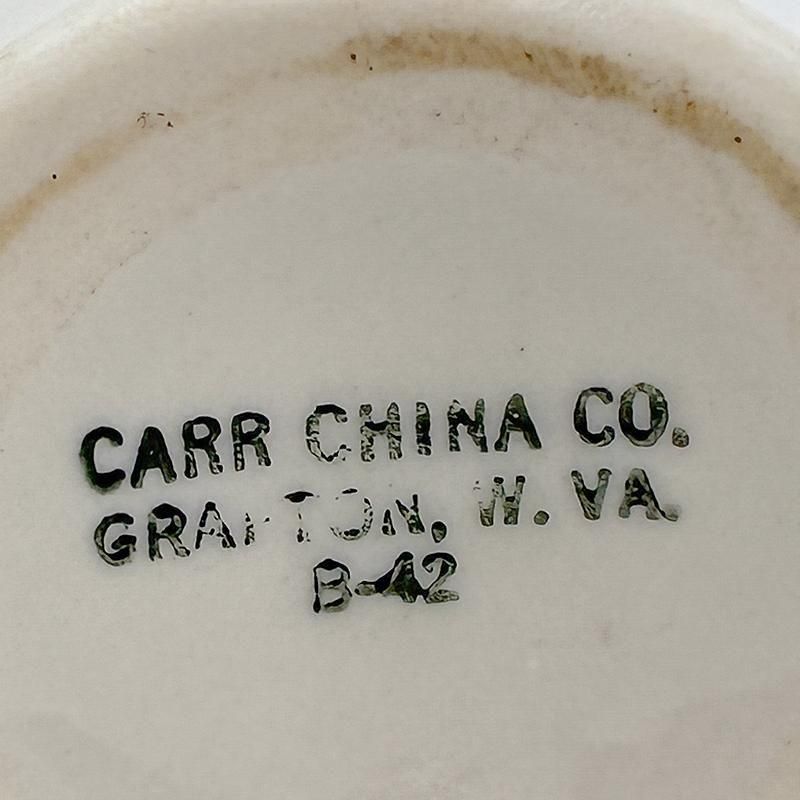 CARR CHINA CO.
GRAFTON, W. VA.
B-42